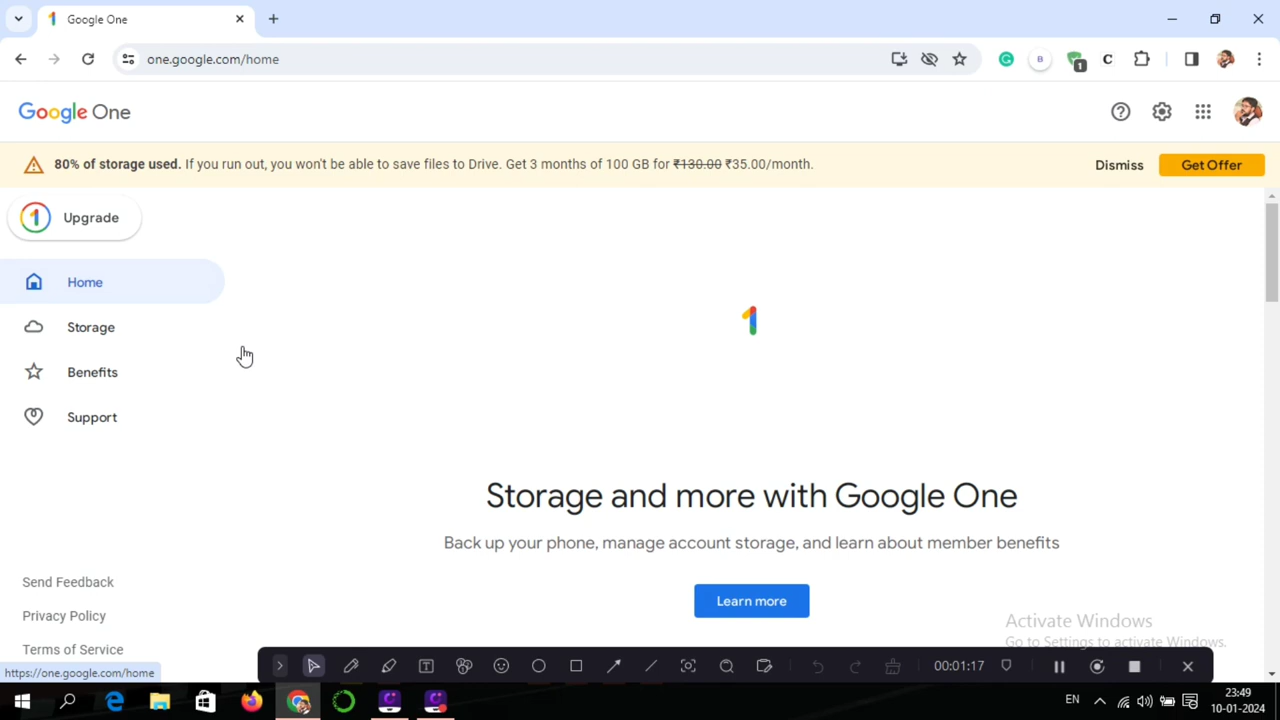 Google One
one.google.com/home
G
B
1
C
Google One
80% of storage used. If you run out, you won't be able to save files to Drive. Get 3 months of 100 GB for ₹130.00 ₹35.00/month.
Dismiss
Get Offer
1
Upgrade
Home
Storage
Benefits
Support
1
Storage and more with Google One
Back up your phone, manage account storage, and learn about member benefits
Learn more
Send Feedback
Privacy Policy
Terms of Service
Activate Windows
Go to Settings to activate Windows.
https://one.google.com/home
T
00:01:17
EN
23:49
10-01-2024